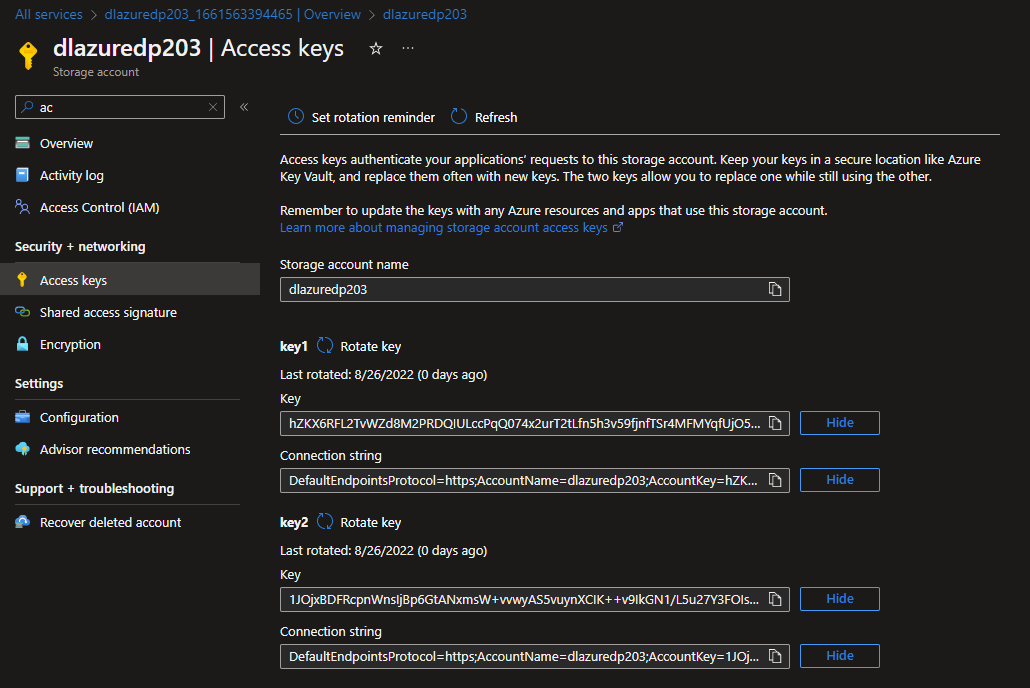 All services > dlazuredp203_1661563394465 | Overview > dlazuredp203
dlazuredp203 | Access keys
Storage account
ac
Overview
Activity log
Access Control (IAM)
Security + networking
Access keys
Shared access signature
Encryption
Settings
Configuration
Advisor recommendations
Support + troubleshooting
Recover deleted account
Set rotation reminder
Refresh
Access keys authenticate your applications' requests to this storage account. Keep your keys in a secure location like Azure
Key Vault, and replace them often with new keys. The two keys allow you to replace one while still using the other.
Remember to update the keys with any Azure resources and apps that use this storage account.
Learn more about managing storage account access keys
Storage account name
dlazuredp203
key1 Rotate key
Last rotated: 8/26/2022 (0 days ago)
Key
Hide
Connection string
DefaultEndpointsProtocol=https;AccountName=dlazuredp203;AccountKey=hZK... Hide
key2 Rotate key
Last rotated: 8/26/2022 (0 days ago)
Key
Hide
Connection string
DefaultEndpointsProtocol=https;AccountName=dlazuredp203;AccountKey=1JOj... Hide